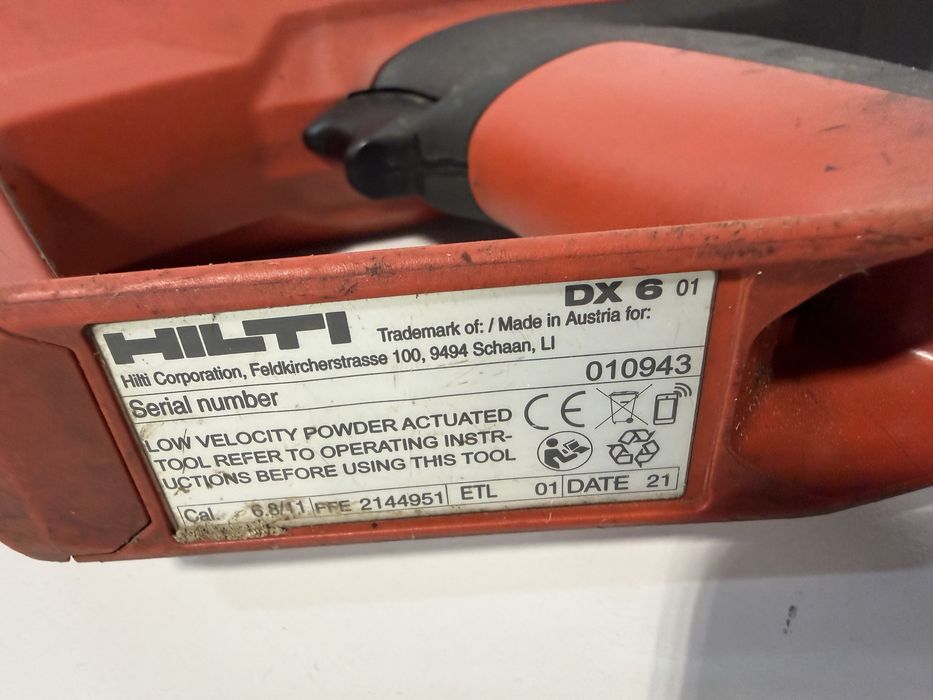 DX 6 01
HILTI Trademark of: / Made in Austria for:
Hilti Corporation, Feldkircherstrasse 100, 9494 Schaan, LI
Serial number 010943
LOW VELOCITY POWDER ACTUATED
TOOL REFER TO OPERATING INSTR-
UCTIONS BEFORE USING THIS TOOL
CE
Cal. 6.8/11 FFE 2144951 ETL 01 DATE 21